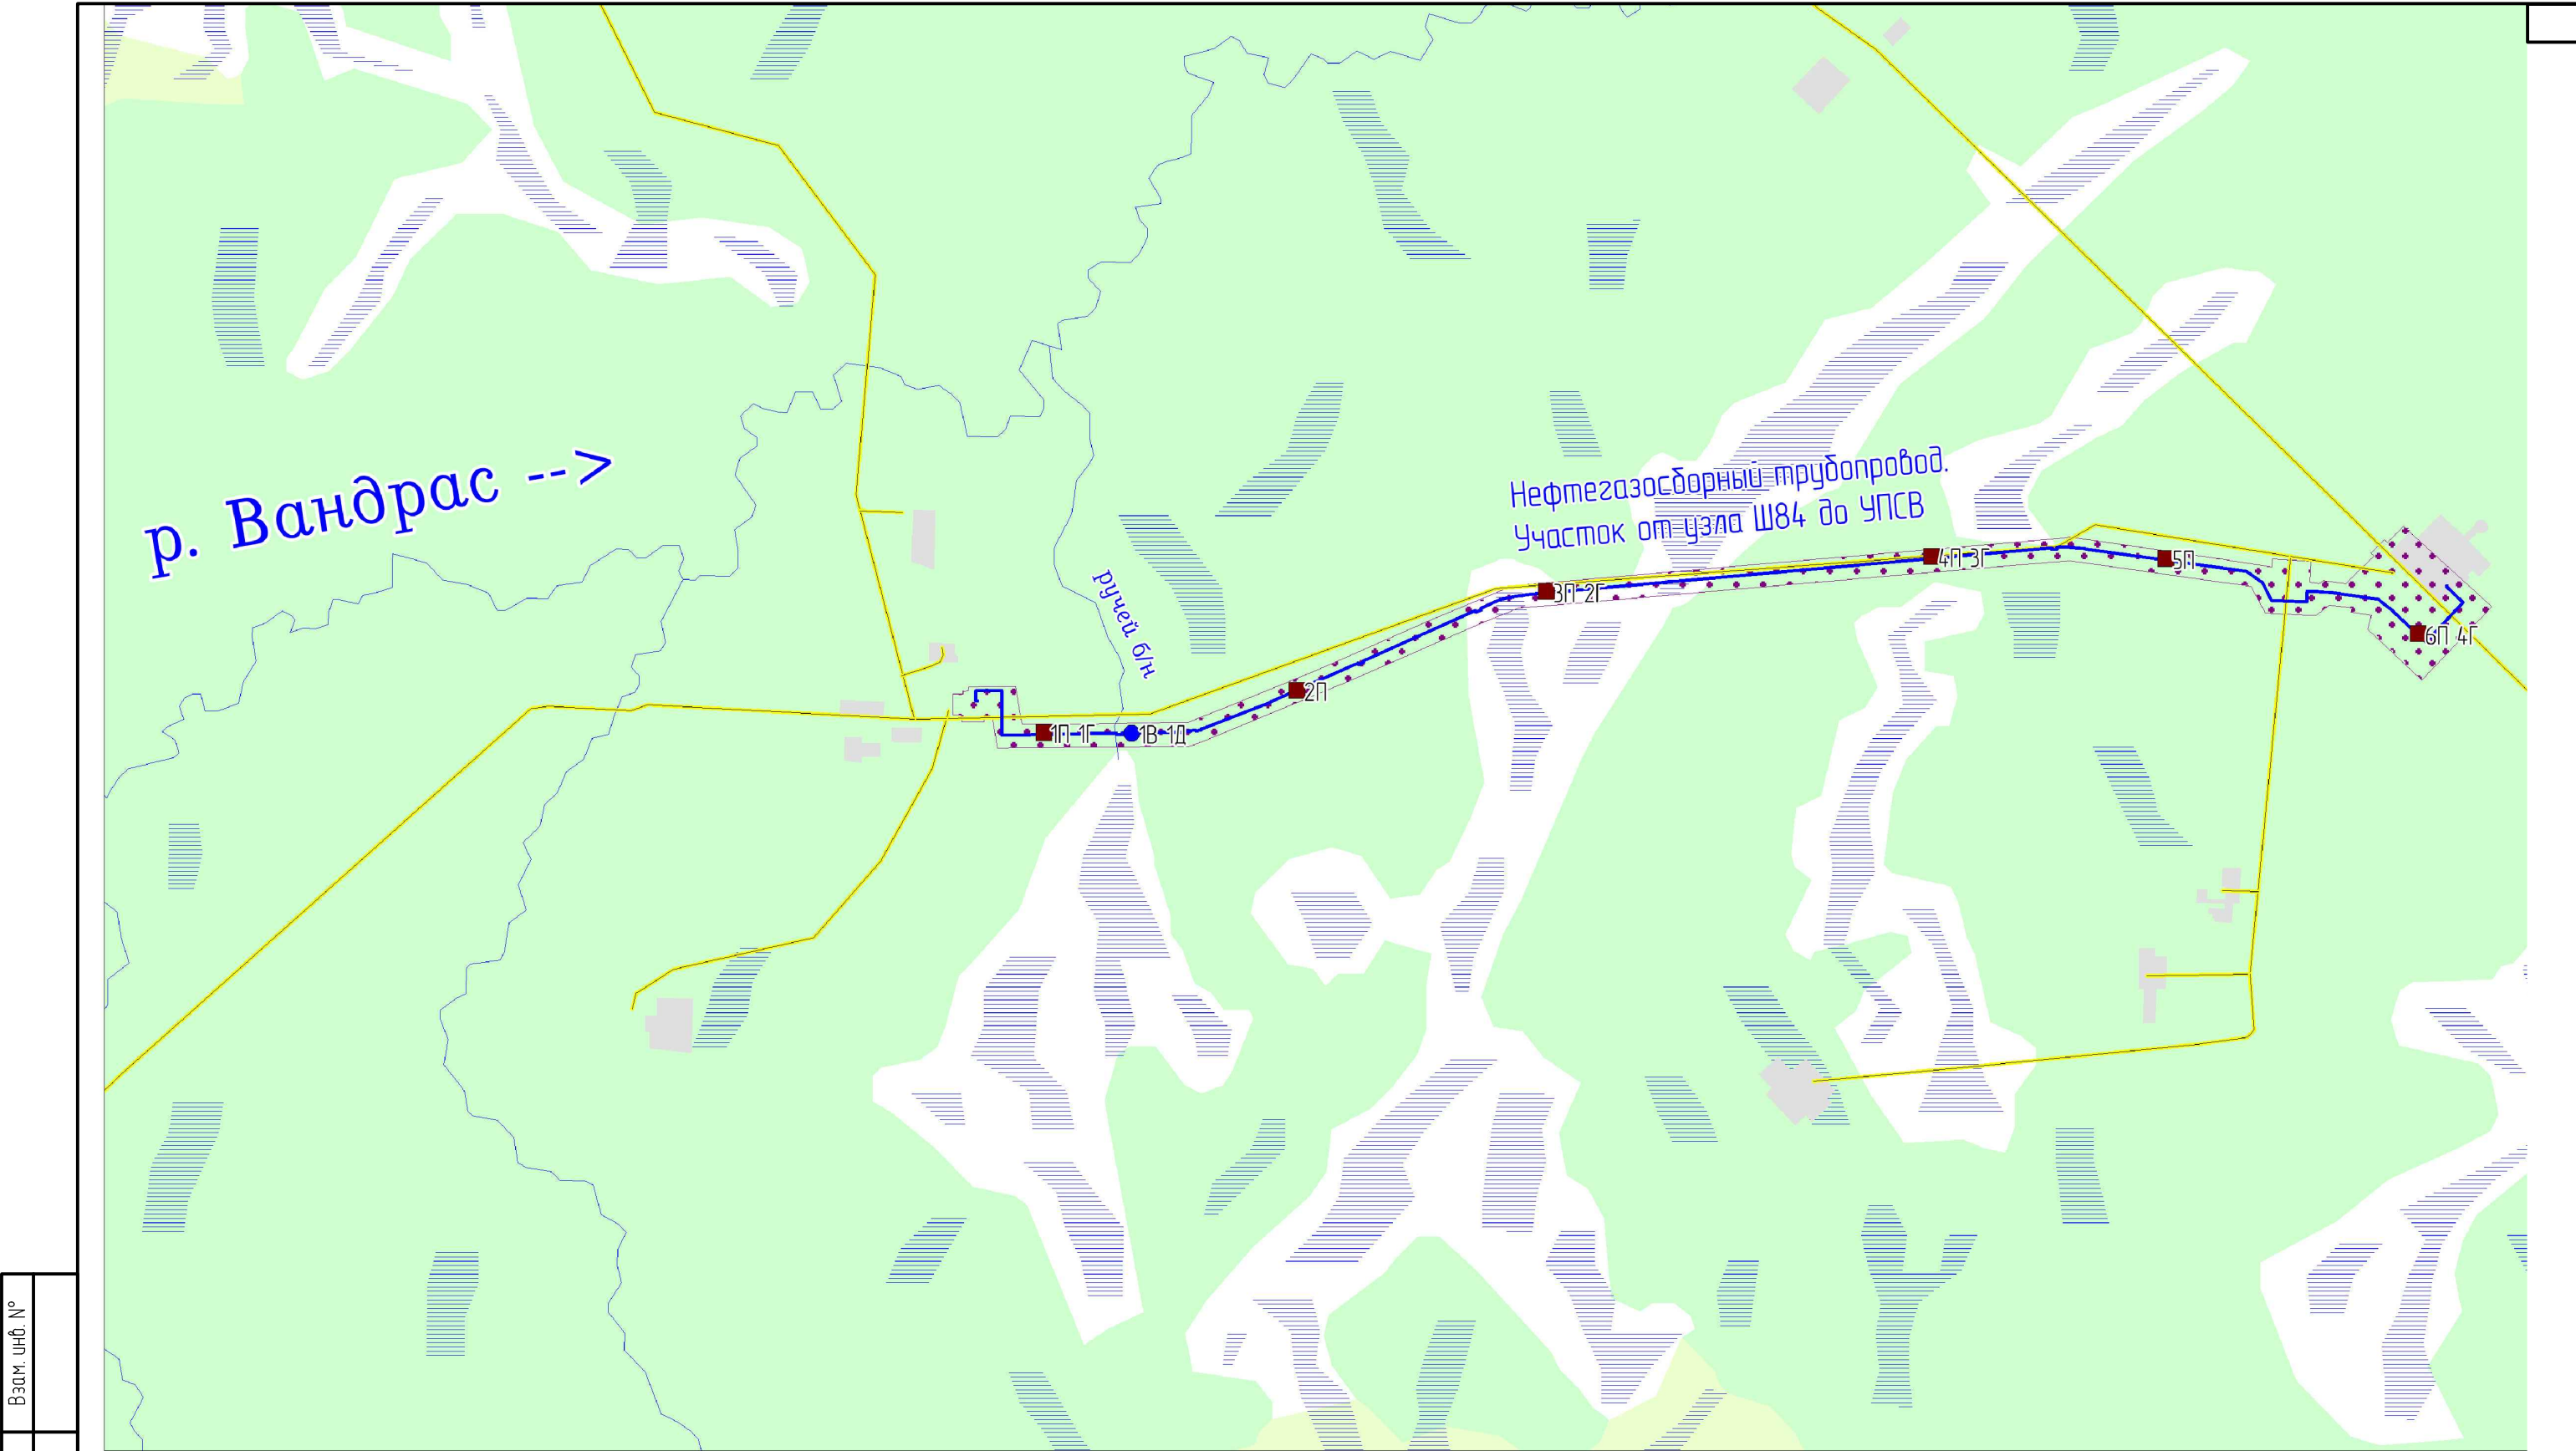 р. Вандрас -->
Нефтегазосборный трубопровод.
Участок от узла Ш84 до УПСВ
ручей б/н
1П 1Г
1В 1Д
2П
3П 2Г
4П 3Г
5П
6П 4Г
Взам. инв. N°